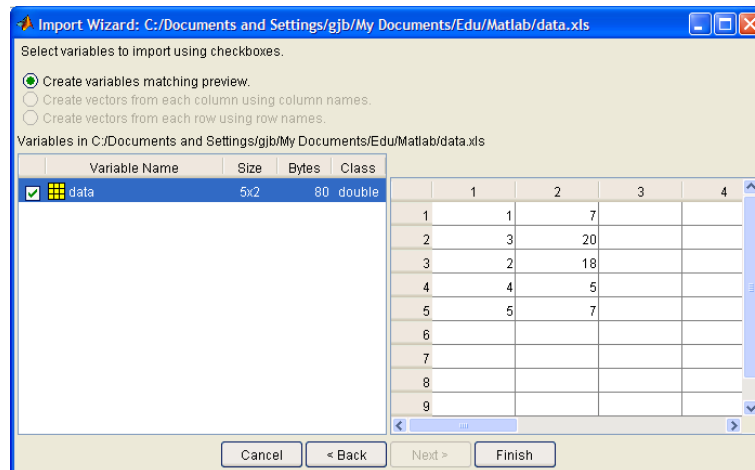 Import Wizard: C:/Documents and Settings/gjb/My Documents/Edu/Matlab/data.xls
Select variables to import using checkboxes.
Create variables matching preview.
Create vectors from each column using column names.
Create vectors from each row using row names.
Variables in C:/Documents and Settings/gjb/My Documents/Edu/Matlab/data.xls
Variable Name Size Bytes Class
data 5x2 80 double
1 2 3 4
1 1 7
2 3 20
3 2 18
4 4 5
5 5 7
6
7
8
9
Cancel < Back Next > Finish